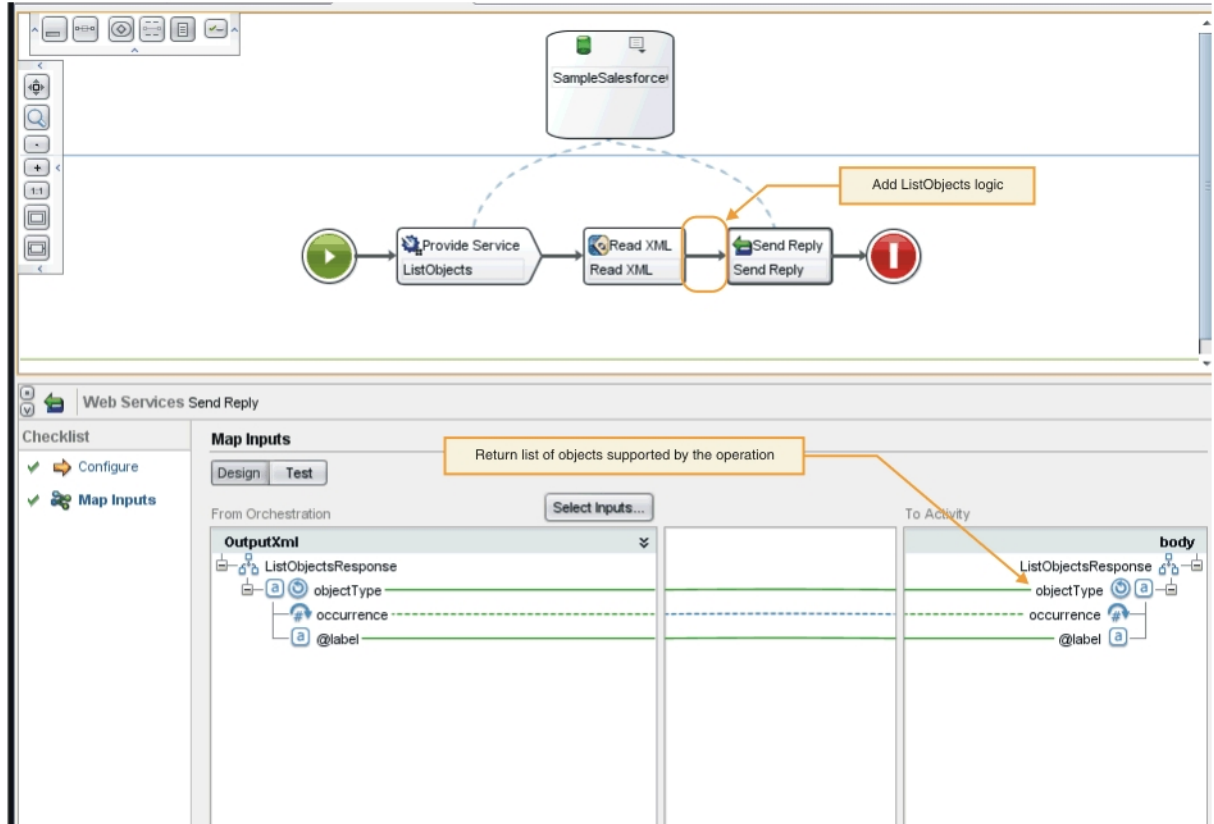 SampleSalesforce
Add ListObjects logic
1:1
Provide Service
ListObjects
Read XML
Read XML
Send Reply
Send Reply
Web Services Send Reply
Checklist
Configure
Map Inputs
Map Inputs
Return list of objects supported by the operation
Design Test
From Orchestration
Select Inputs...
To Activity
OutputXml
ListObjectsResponse
a objectType
# occurrence
a @label
body
ListObjectsResponse
objectType a
occurrence #
@label a